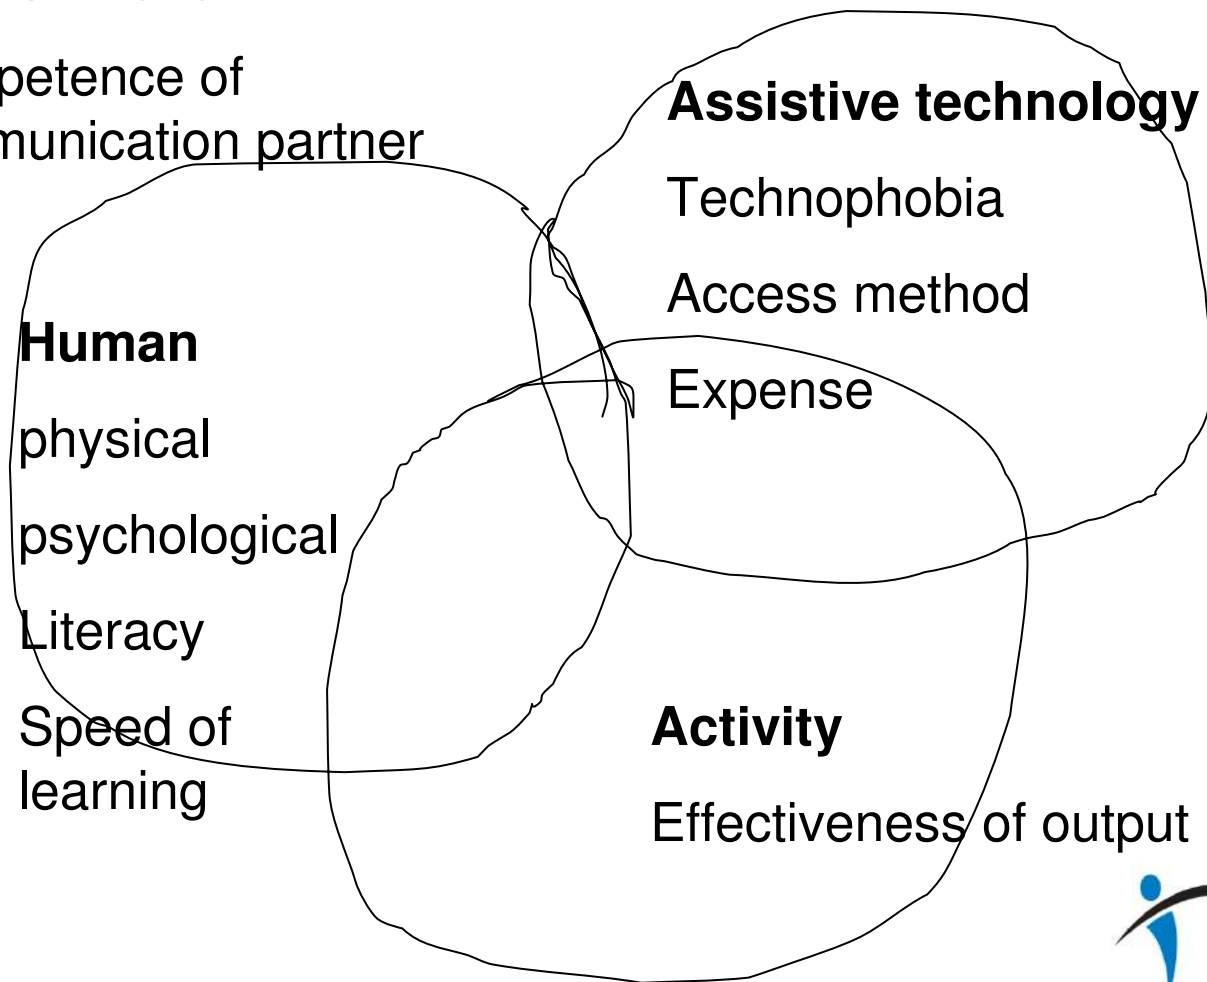 petence of
munication partner
Assistive technology
Technophobia
Access method
Expense
Human
physical
psychological
Literacy
Speed of
learning
Activity
Effectiveness of output